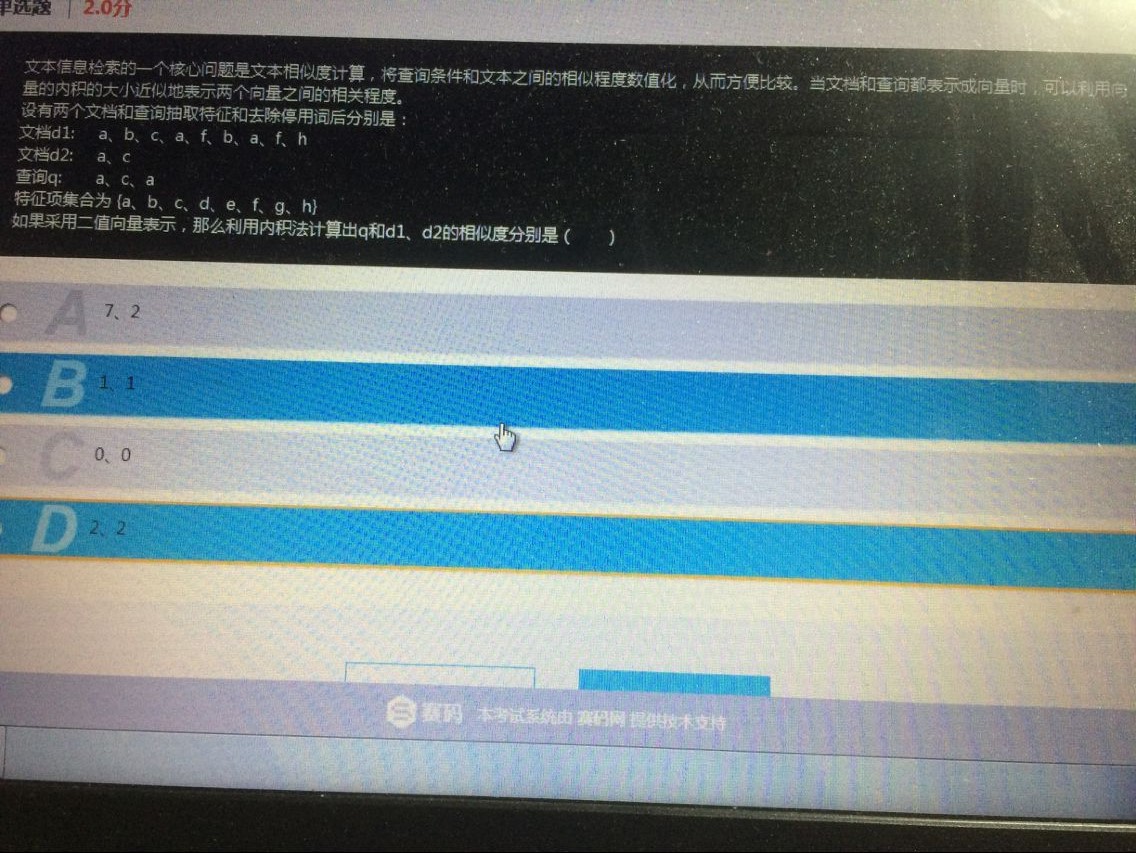 单选题 | 2.0分
文本信息检索的一个核心问题是文本相似度计算，将查询条件和文本之间的相似程度数值化，从而方便比较。当文档和查询都表示成向量时，可以利用向
量的内积的大小近似地表示两个向量之间的相关程度。
设有两个文档和查询抽取特征和去除停用词后分别是：
文档d1: a、b、c、a、f、b、a、f、h
文档d2: a、c
查询q: a、c、a
特征项集合为 {a、b、c、d、e、f、g、h}
如果采用二值向量表示，那么利用内积法计算出q和d1、d2的相似度分别是（ ）
A 7、2
B 1、1
C 0、0
D 2、2
赛码 本考试系统由 赛码网 提供技术支持